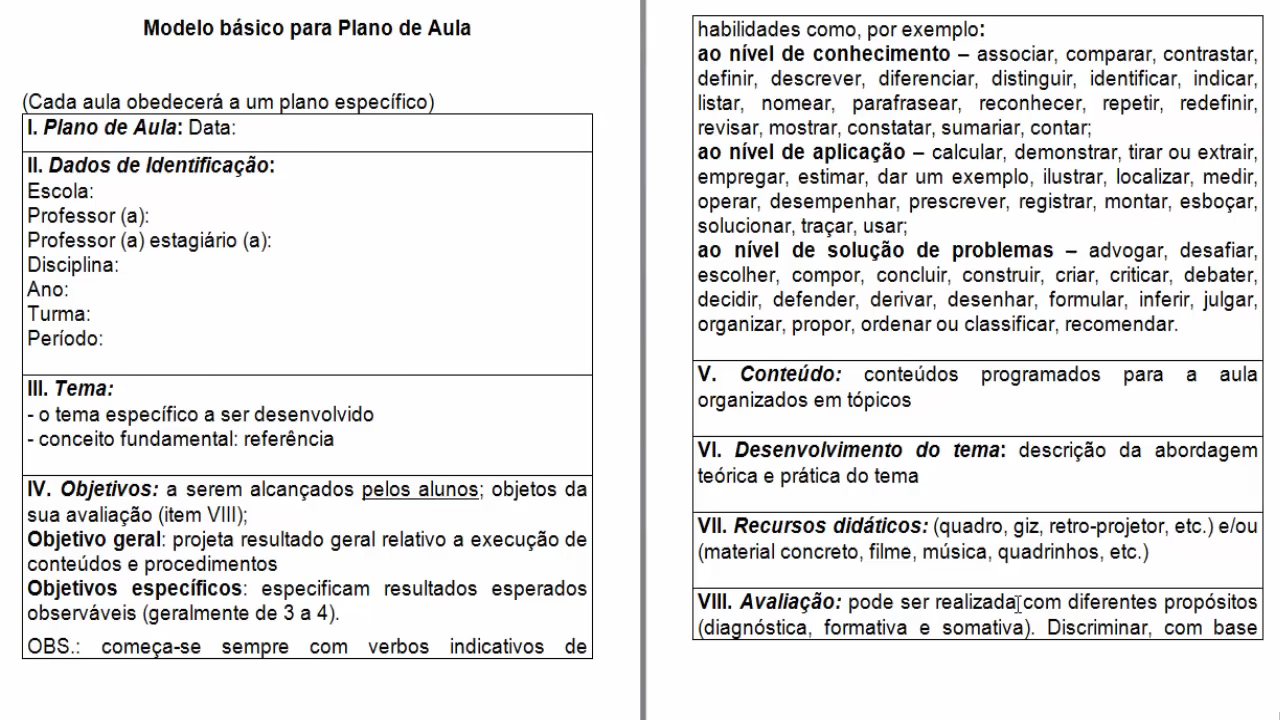 Modelo básico para Plano de Aula
(Cada aula obedecerá a um plano específico)
I. Plano de Aula: Data:
II. Dados de Identificação:
Escola:
Professor (a):
Professor (a) estagiário (a):
Disciplina:
Ano:
Turma:
Período:
III. Tema:
- o tema específico a ser desenvolvido
- conceito fundamental: referência
IV. Objetivos: a serem alcançados pelos alunos; objetos da
sua avaliação (item VIII);
Objetivo geral: projeta resultado geral relativo a execução de
conteúdos e procedimentos
Objetivos específicos: especificam resultados esperados
observáveis (geralmente de 3 a 4).
OBS.: começa-se sempre com verbos indicativos de
habilidades como, por exemplo:
ao nível de conhecimento – associar, comparar, contrastar,
definir, descrever, diferenciar, distinguir, identificar, indicar,
listar, nomear, parafrasear, reconhecer, repetir, redefinir,
revisar, mostrar, constatar, sumariar, contar;
ao nível de aplicação – calcular, demonstrar, tirar ou extrair,
empregar, estimar, dar um exemplo, ilustrar, localizar, medir,
operar, desempenhar, prescrever, registrar, montar, esboçar,
solucionar, traçar, usar;
ao nível de solução de problemas – advogar, desafiar,
escolher, compor, concluir, construir, criar, criticar, debater,
decidir, defender, derivar, desenhar, formular, inferir, julgar,
organizar, propor, ordenar ou classificar, recomendar.
V. Conteúdo: conteúdos programados para a aula
organizados em tópicos
VI. Desenvolvimento do tema: descrição da abordagem
teórica e prática do tema
VII. Recursos didáticos: (quadro, giz, retro-projetor, etc.) e/ou
(material concreto, filme, música, quadrinhos, etc.)
VIII. Avaliação: pode ser realizada com diferentes propósitos
(diagnóstica, formativa e somativa). Discriminar, com base